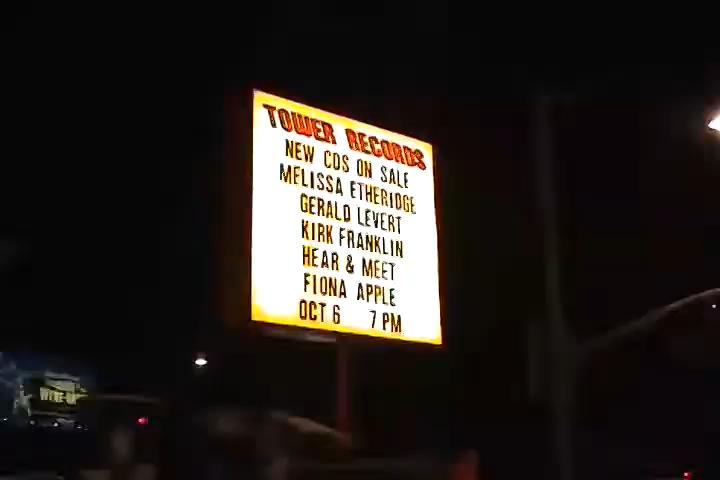 TOWER RECORDS
NEW CDS ON SALE
MELISSA ETHERIDGE
GERALD LEVERT
KIRK FRANKLIN
HEAR & MEET
FIONA APPLE
OCT 6 7 PM